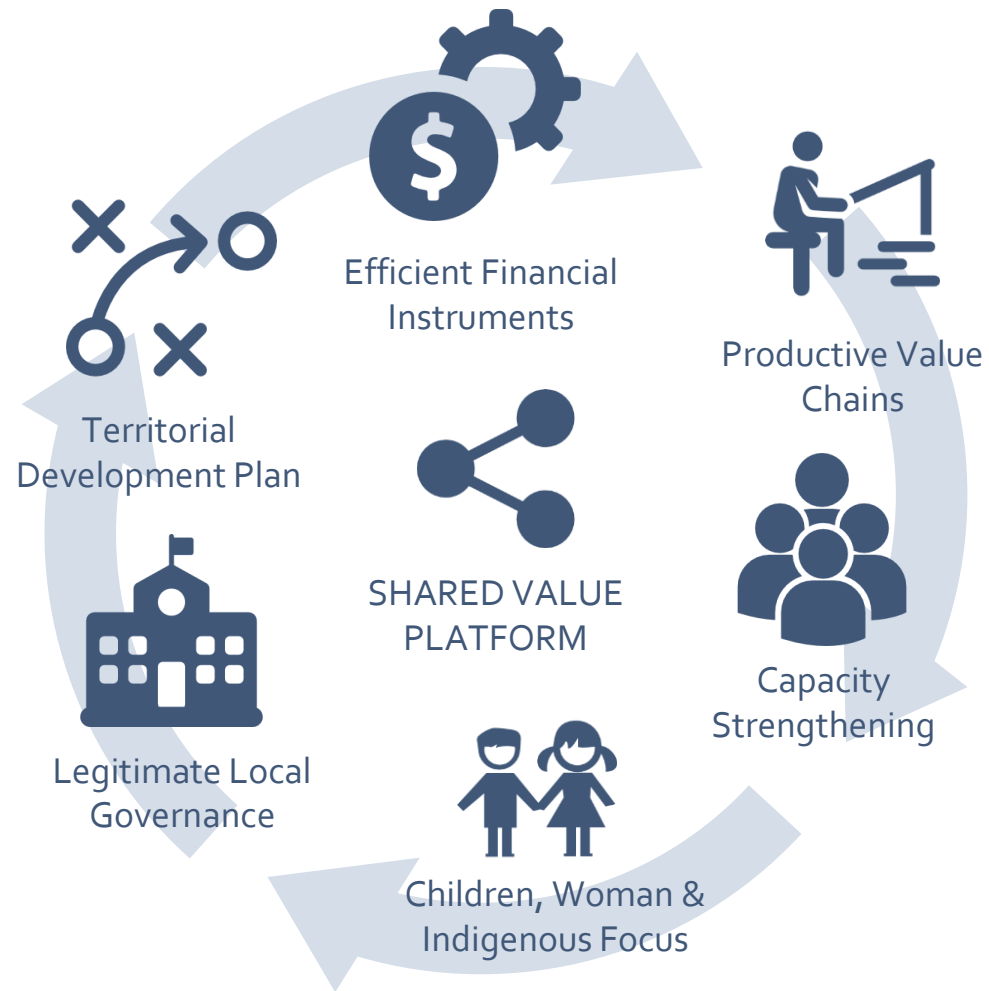 $
Efficient Financial
Instruments
Productive Value
Chains
Territorial
Development Plan
SHARED VALUE
PLATFORM
Capacity
Strengthening
Legitimate Local
Governance
Children, Woman &
Indigenous Focus